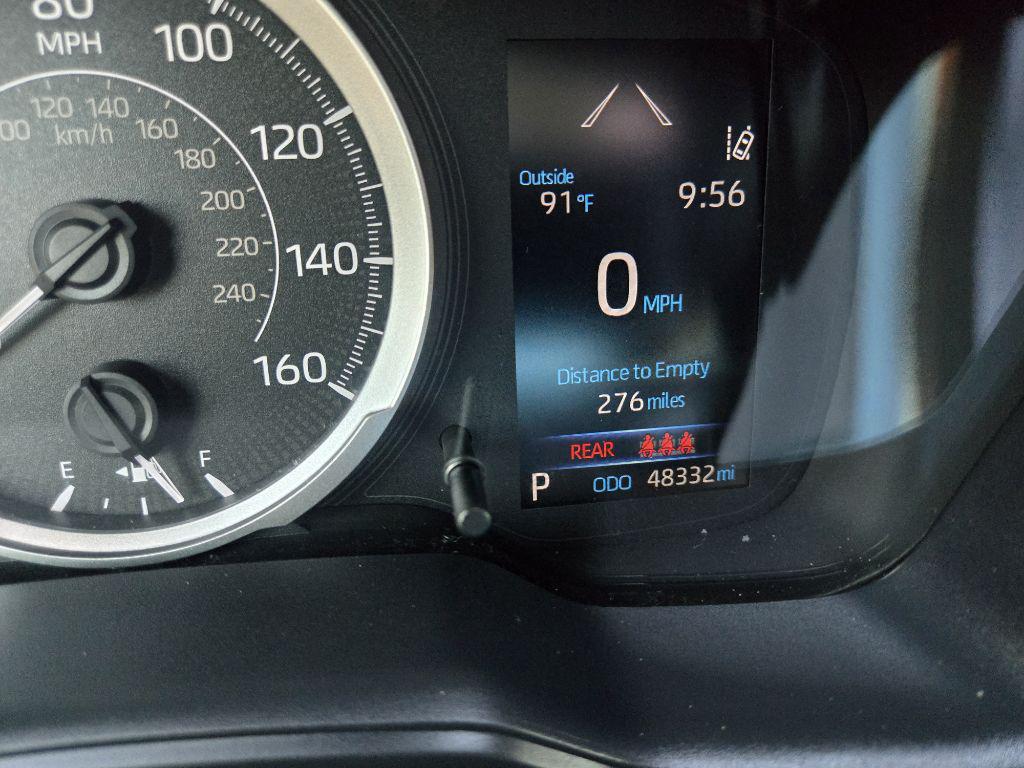 80
MPH
100
120
140
160
00
120
140
160
km/h
180
200
220
240
E
F
Outside
91°F
9:56
0 MPH
Distance to Empty
276 miles
REAR
P
ODO 48332 mi